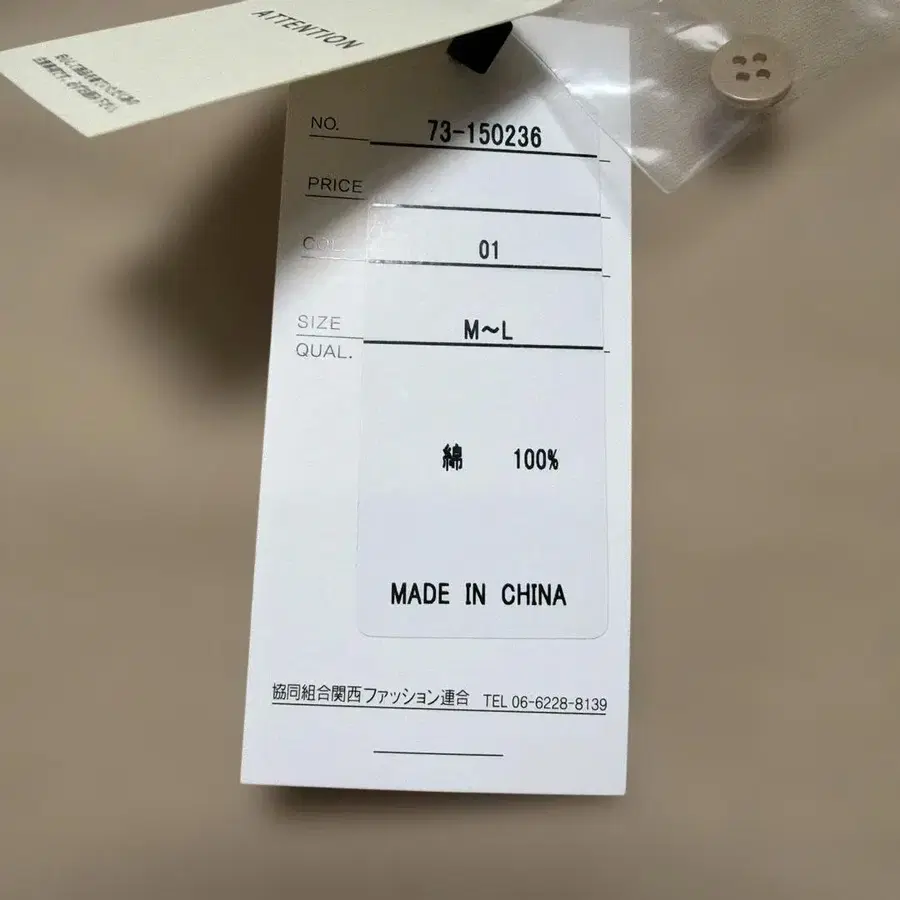 ATTENTION
NO. 73-150236
PRICE
COL. 01
SIZE M~L
QUAL.
綿 100%
MADE IN CHINA
協同組合関西ファッション連合 TEL 06-6228-8139